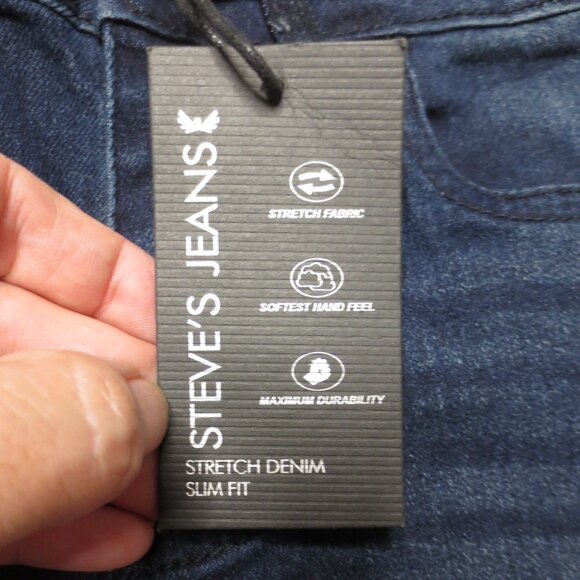 STEVE'S JEANS
STRETCH FABRIC
SOFTEST HAND FEEL
MAXIMUM DURABILITY
STRETCH DENIM
SLIM FIT